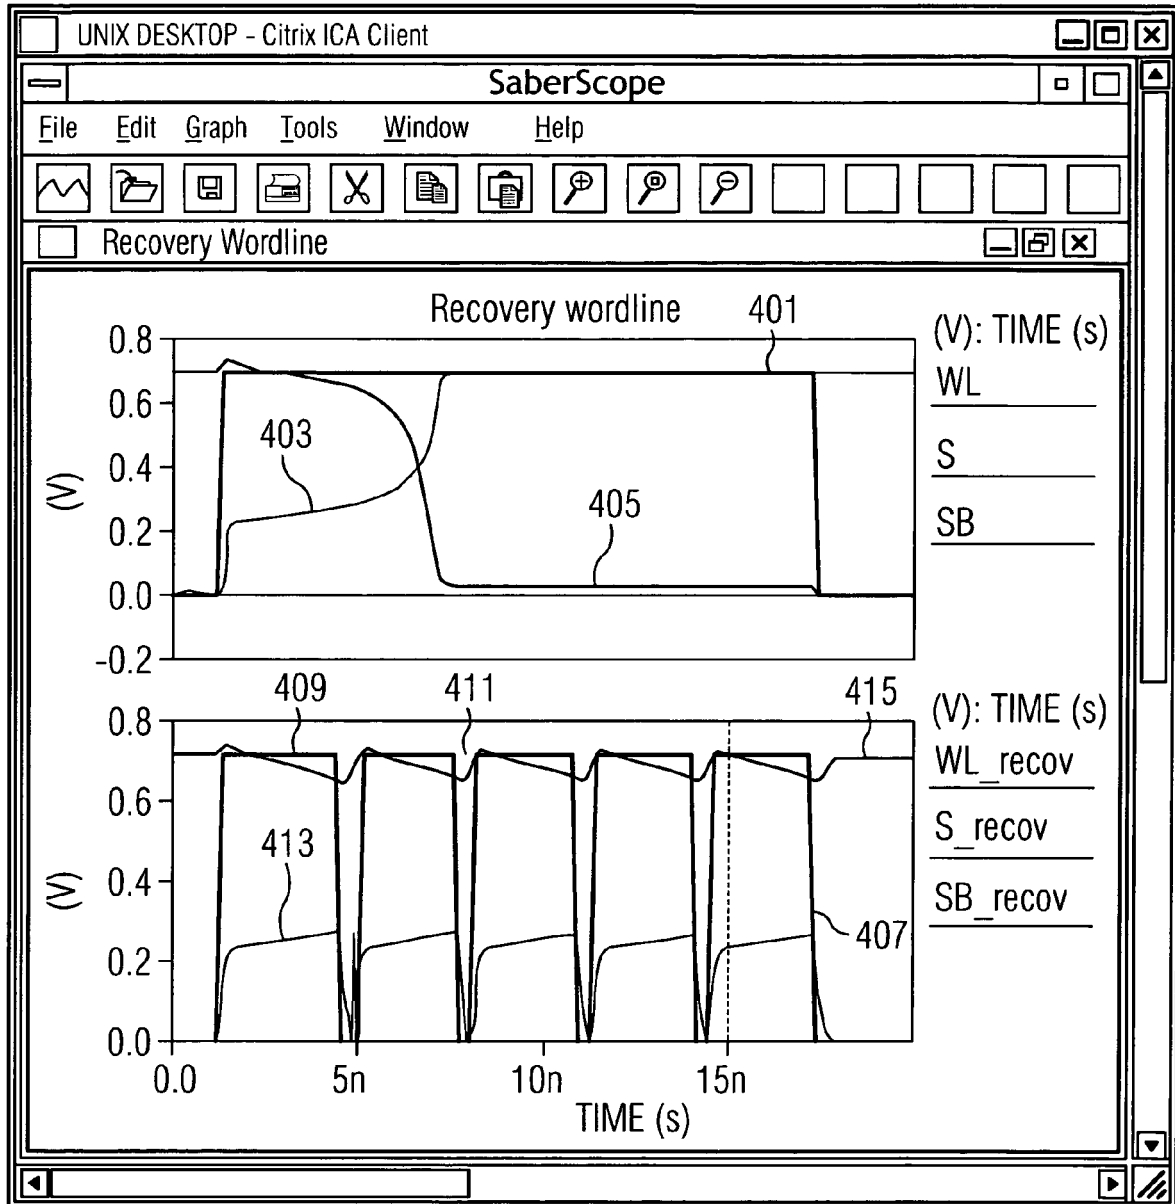 UNIX DESKTOP - Citrix ICA Client
SaberScope
File Edit Graph Tools Window Help
Recovery Wordline
Recovery wordline
401
(V): TIME (s)
WL
S
SB
0.8
0.6
0.4
0.2
0.0
-0.2
(V)
403
405
409
411
415
(V): TIME (s)
WL_recov
S_recov
SB_recov
0.8
0.6
0.4
0.2
0.0
(V)
413
407
0.0 5n 10n 15n
TIME (s)